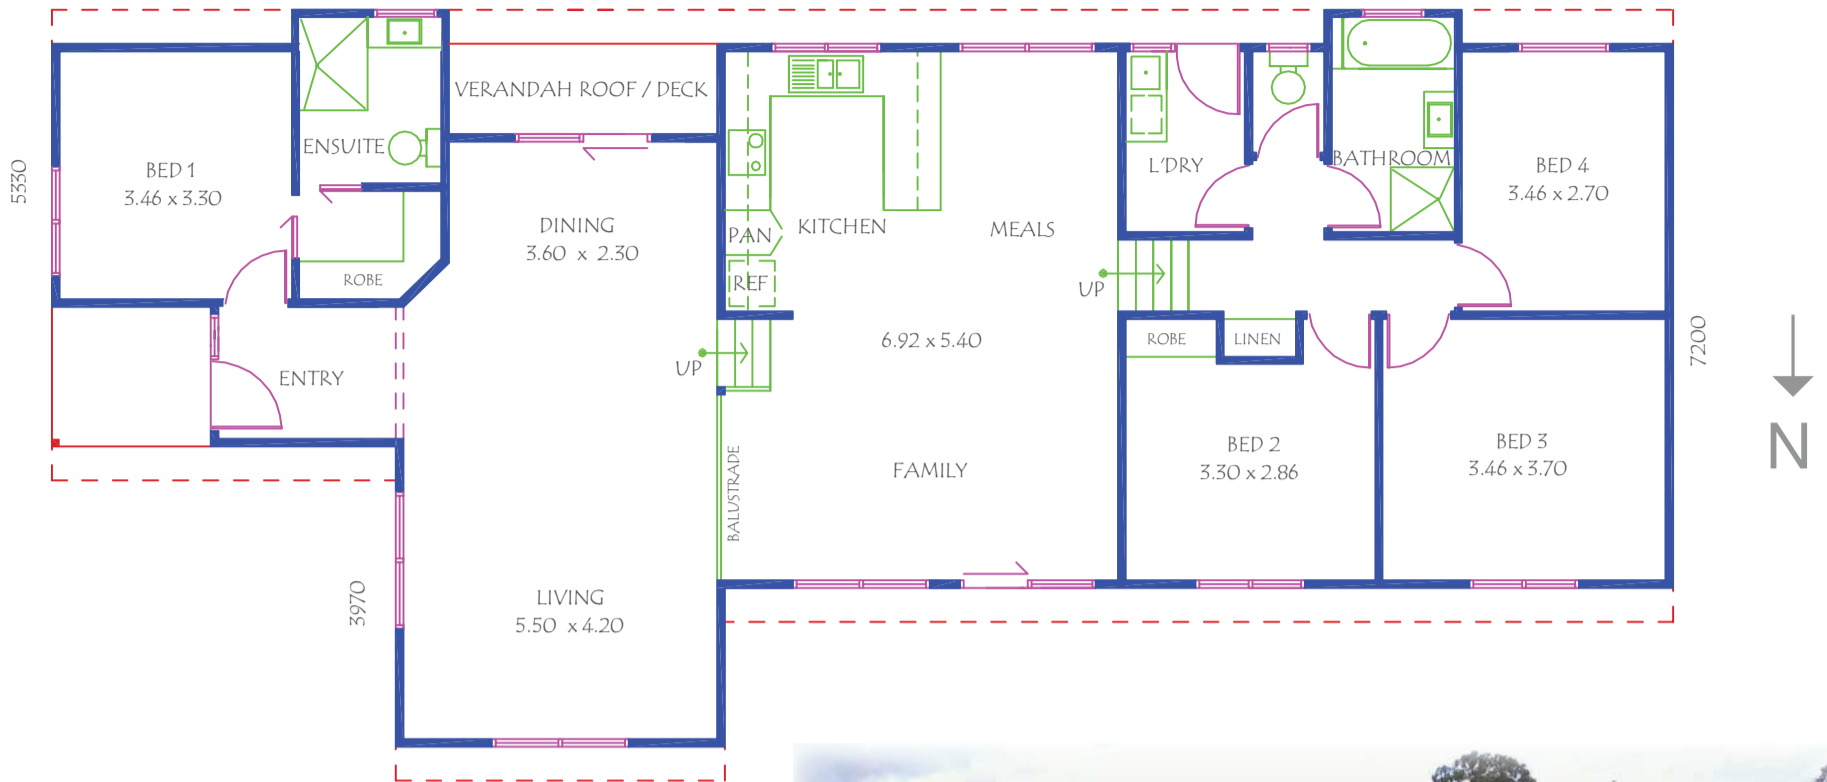 VERANDAH ROOF / DECK
ENSUITE
BED 1
3.46 x 3.30
5330
L'DRY
BATHROOM
BED 4
3.46 x 2.70
DINING
3.60 x 2.30
PAN
KITCHEN
MEALS
ROBE
REF
UP
ENTRY
UP
6.92 x 5.40
ROBE
LINEN
7200
N
BALUSTRADE
FAMILY
BED 2
3.30 x 2.86
BED 3
3.46 x 3.70
3970
LIVING
5.50 x 4.20